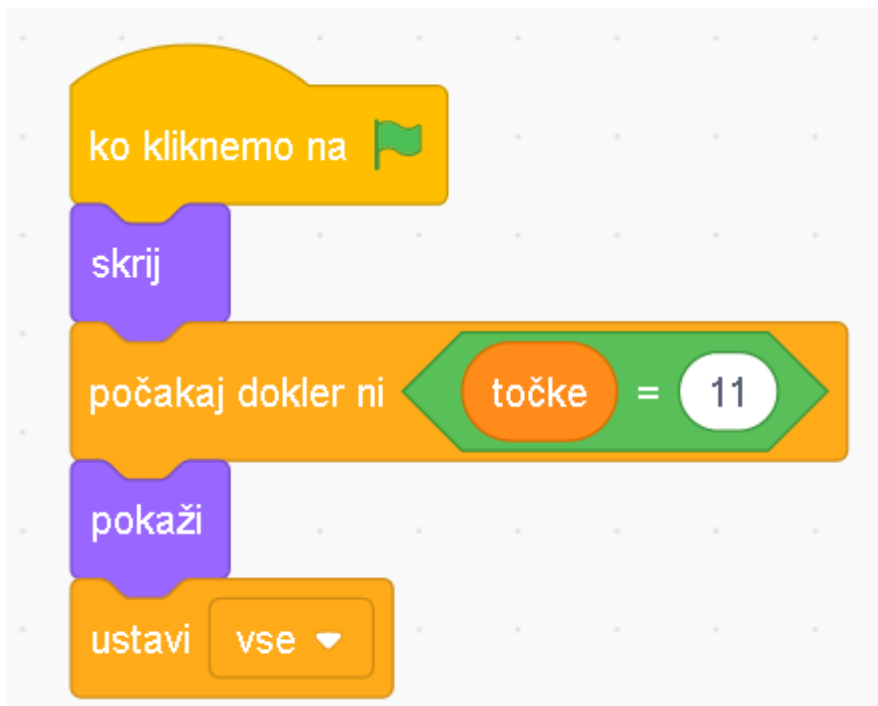 ko kliknemo na
skrij
počakaj dokler ni točke = 11
pokaži
ustavi vse